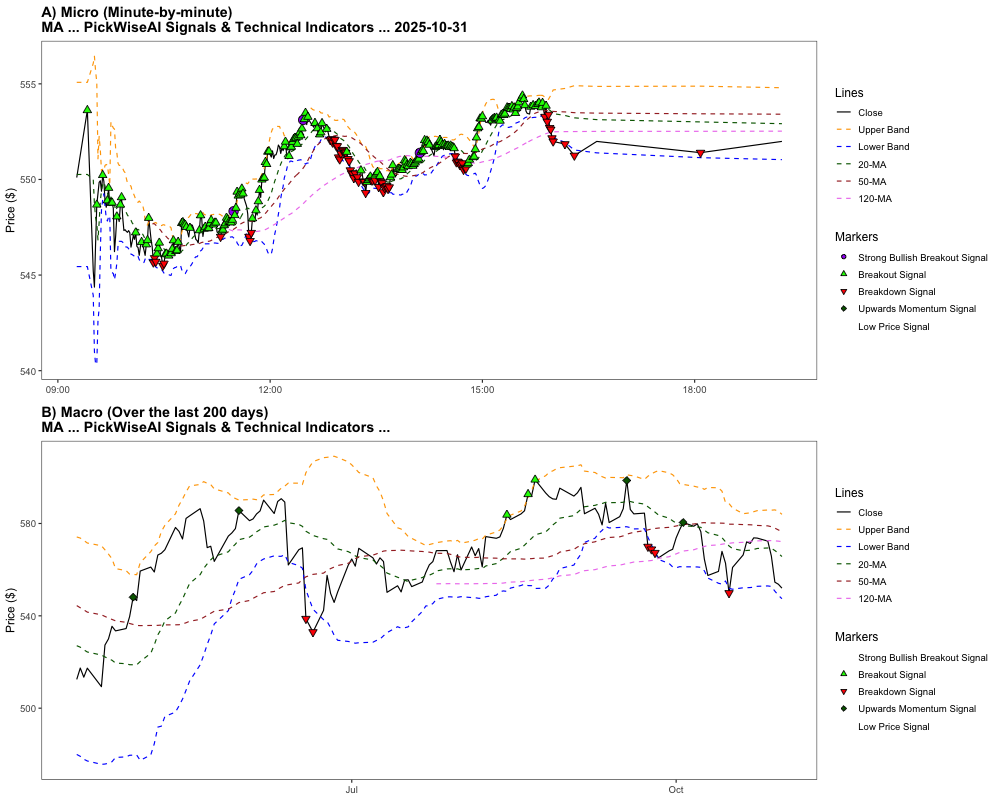 A) Micro (Minute-by-minute)
MA ... PickWiseAI Signals & Technical Indicators ... 2025-10-31
Price ($)
555
550
545
540
09:00
12:00
15:00
18:00
Lines
Close
Upper Band
Lower Band
20-MA
50-MA
120-MA
Markers
Strong Bullish Breakout Signal
Breakout Signal
Breakdown Signal
Upwards Momentum Signal
Low Price Signal
B) Macro (Over the last 200 days)
MA ... PickWiseAI Signals & Technical Indicators ...
Price ($)
580
540
500
Jul
Oct
Lines
Close
Upper Band
Lower Band
20-MA
50-MA
120-MA
Markers
Strong Bullish Breakout Signal
Breakout Signal
Breakdown Signal
Upwards Momentum Signal
Low Price Signal